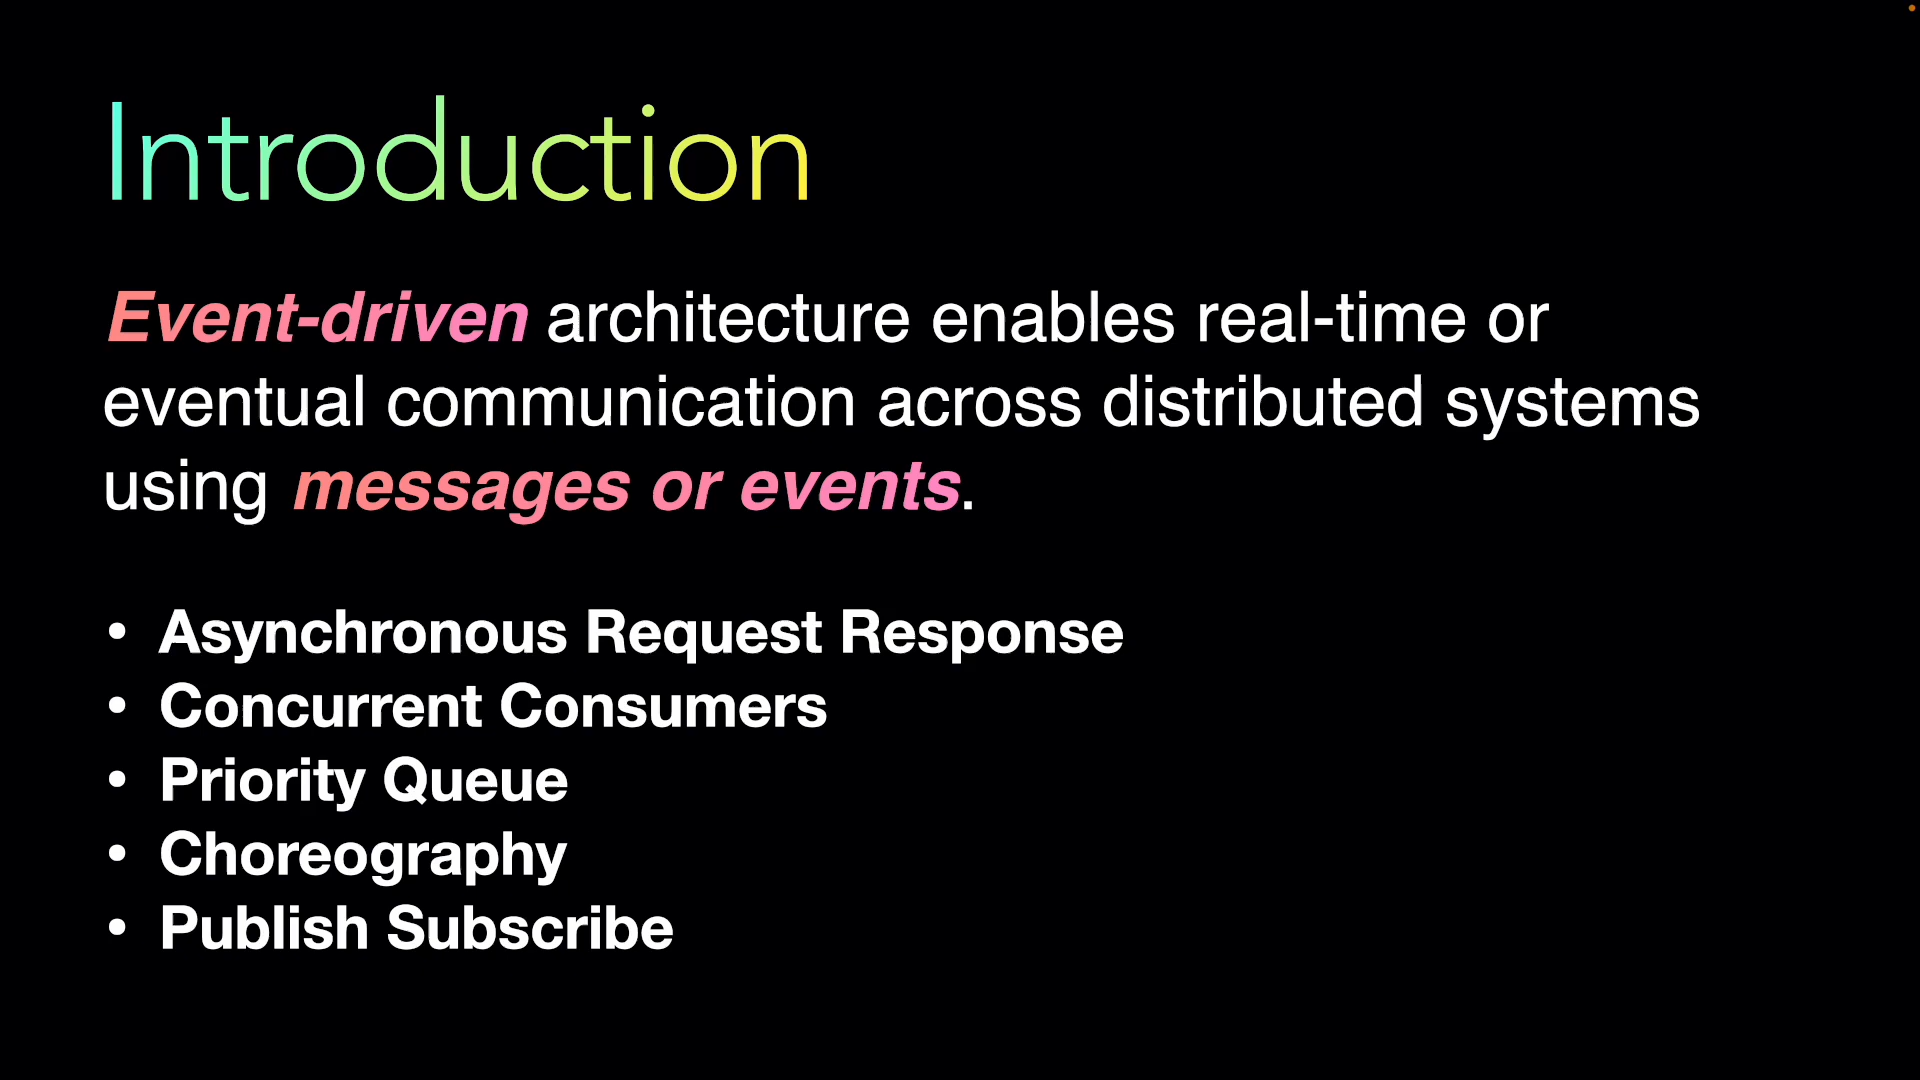 Introduction
Event-driven architecture enables real-time or
eventual communication across distributed systems
using messages or events.
• Asynchronous Request Response
• Concurrent Consumers
• Priority Queue
• Choreography
• Publish Subscribe